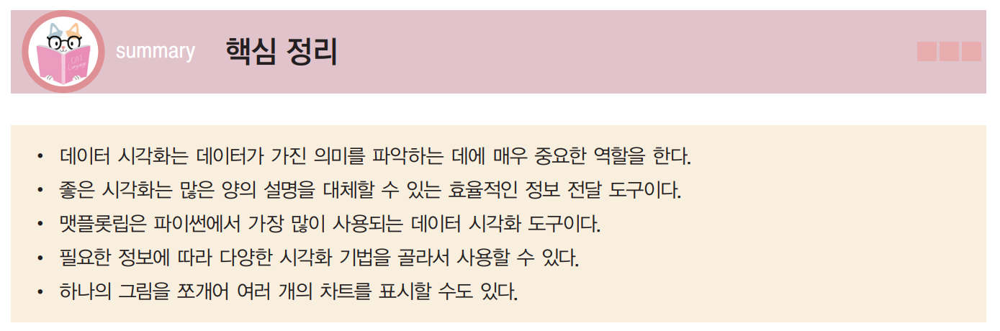 CAT
Language
summary 핵심 정리
• 데이터 시각화는 데이터가 가진 의미를 파악하는 데에 매우 중요한 역할을 한다.
• 좋은 시각화는 많은 양의 설명을 대체할 수 있는 효율적인 정보 전달 도구이다.
• 맷플롯립은 파이썬에서 가장 많이 사용되는 데이터 시각화 도구이다.
• 필요한 정보에 따라 다양한 시각화 기법을 골라서 사용할 수 있다.
• 하나의 그림을 쪼개어 여러 개의 차트를 표시할 수도 있다.